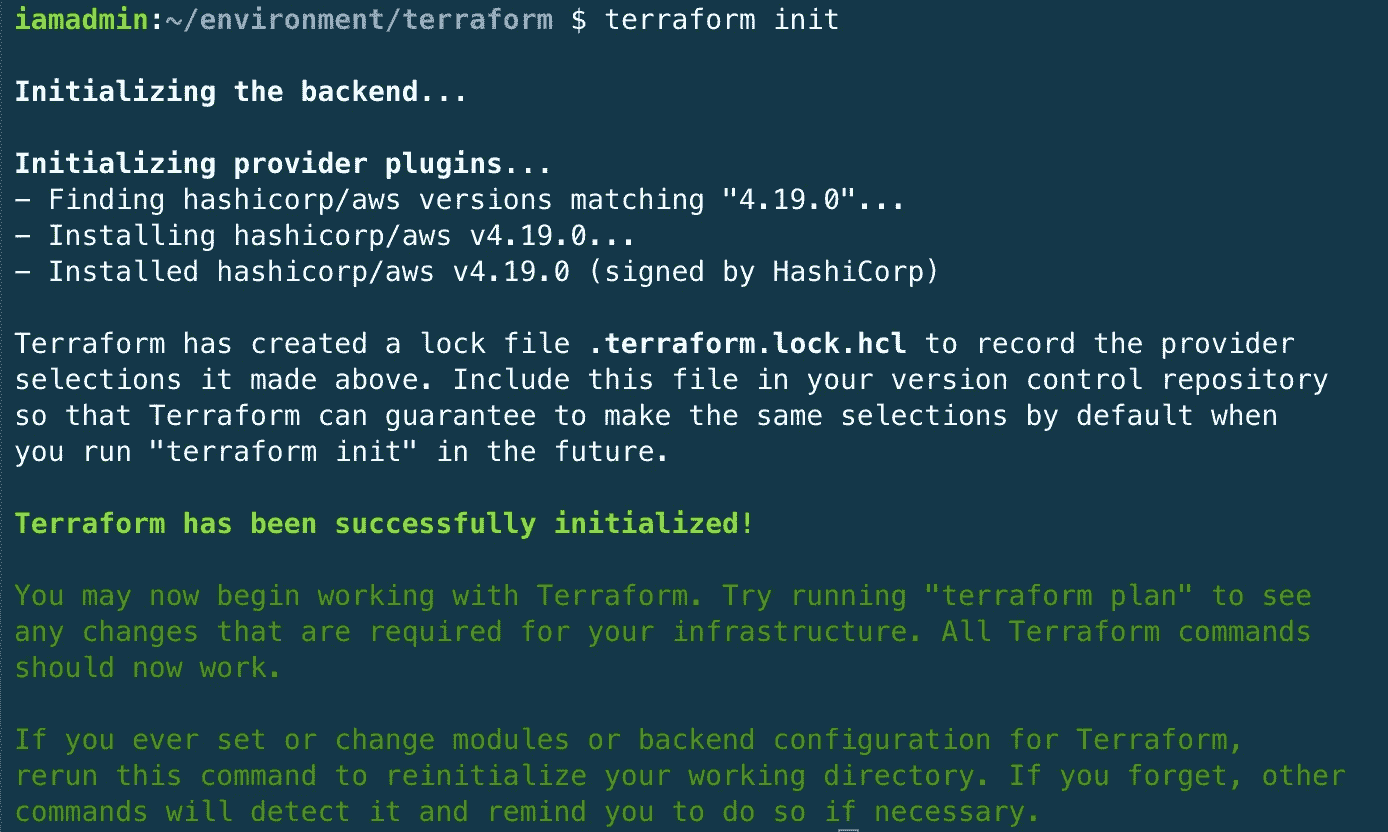 iamadmin:~/environment/terraform $ terraform init
Initializing the backend...
Initializing provider plugins...
- Finding hashicorp/aws versions matching "4.19.0"...
- Installing hashicorp/aws v4.19.0...
- Installed hashicorp/aws v4.19.0 (signed by HashiCorp)
Terraform has created a lock file .terraform.lock.hcl to record the provider
selections it made above. Include this file in your version control repository
so that Terraform can guarantee to make the same selections by default when
you run "terraform init" in the future.
Terraform has been successfully initialized!
You may now begin working with Terraform. Try running "terraform plan" to see
any changes that are required for your infrastructure. All Terraform commands
should now work.
If you ever set or change modules or backend configuration for Terraform,
rerun this command to reinitialize your working directory. If you forget, other
commands will detect it and remind you to do so if necessary.